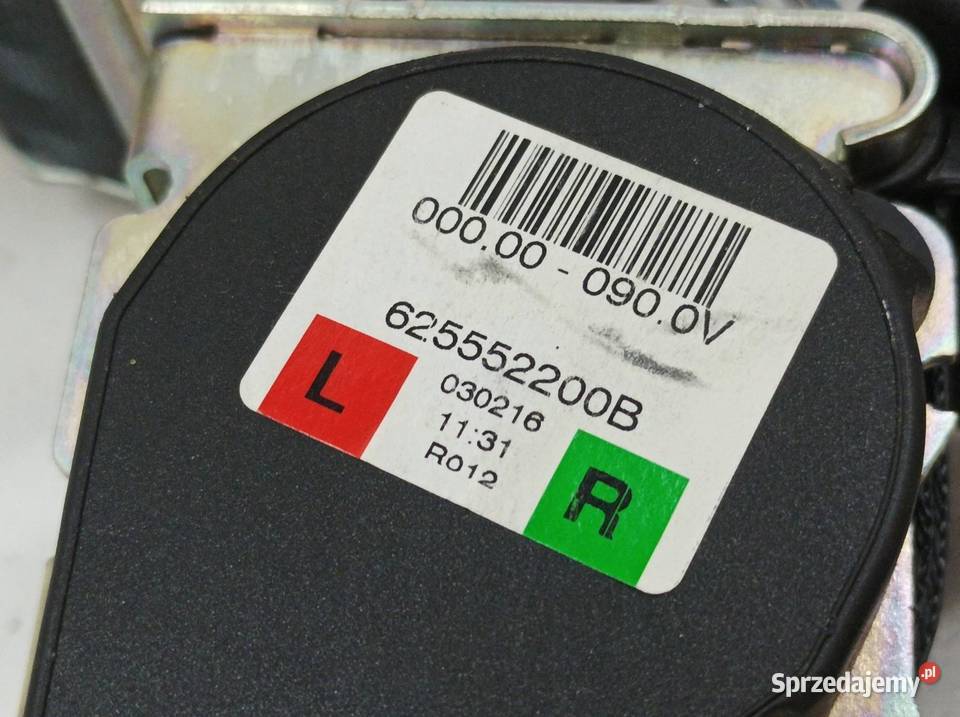 000.00 - 090.0V
625552200B
L
030216
11:31
R012
R
Sprzedajemy.pl